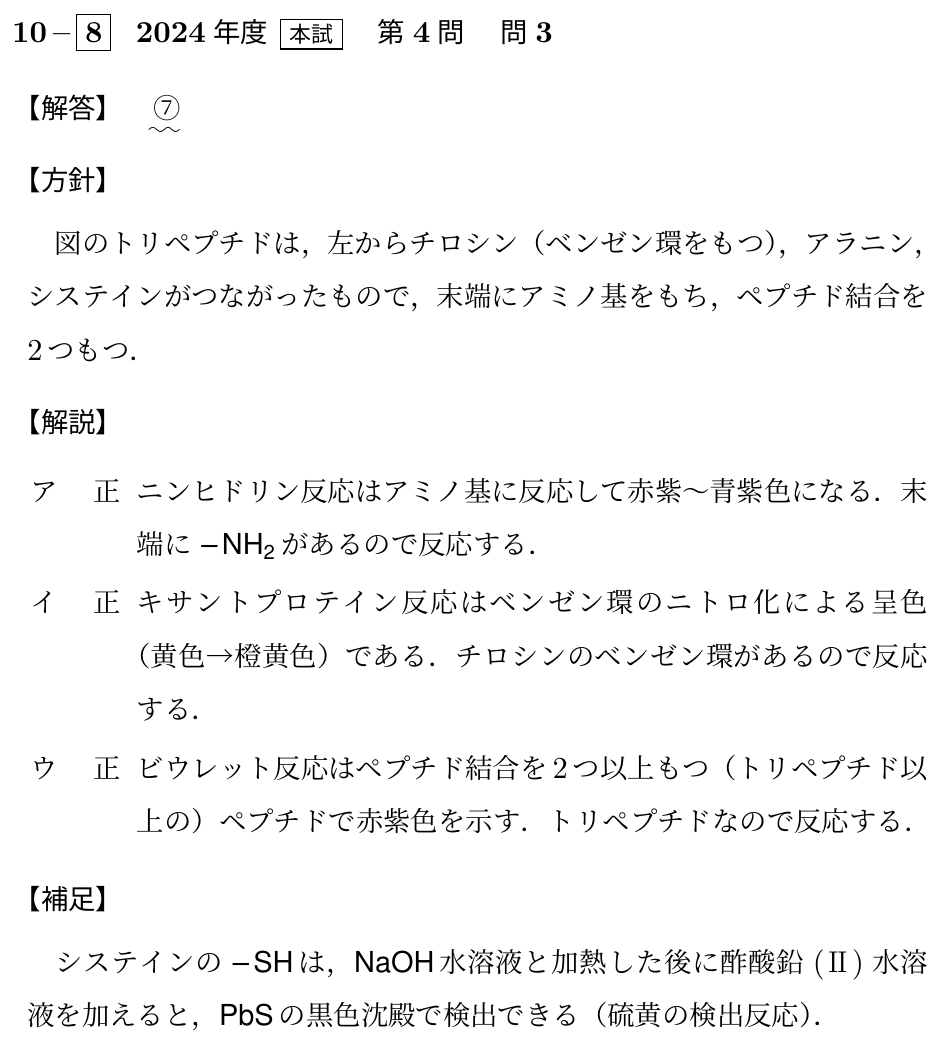 10－8 2024年度 本試 第4問 問3
【解答】 ⑦
【方針】
図のトリペプチドは，左からチロシン（ベンゼン環をもつ），アラニン，
システインがつながったもので，末端にアミノ基をもち，ペプチド結合を
2つもつ．
【解説】
ア 正 ニンヒドリン反応はアミノ基に反応して赤紫～青紫色になる．末
端に －NH₂ があるので反応する．
イ 正 キサントプロテイン反応はベンゼン環のニトロ化による呈色
（黄色→橙黄色）である．チロシンのベンゼン環があるので反応
する．
ウ 正 ビウレット反応はペプチド結合を2つ以上もつ（トリペプチド以
上の）ペプチドで赤紫色を示す．トリペプチドなので反応する．
【補足】
システインの －SHは，NaOH水溶液と加熱した後に酢酸鉛(Ⅱ)水溶
液を加えると，PbSの黒色沈殿で検出できる（硫黄の検出反応）．